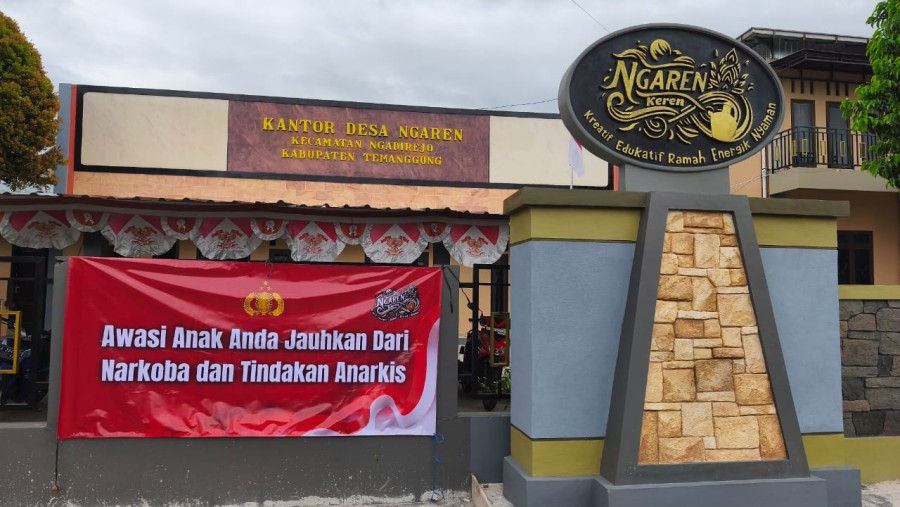 KANTOR DESA NGAREN
KECAMATAN NGADIREJO
KABUPATEN TEMANGGUNG
NGAREN
Keren
Kreatif Edukatif Ramah Energik Nyaman
NGAREN
Awasi Anak Anda Jauhkan Dari
Narkoba dan Tindakan Anarkis